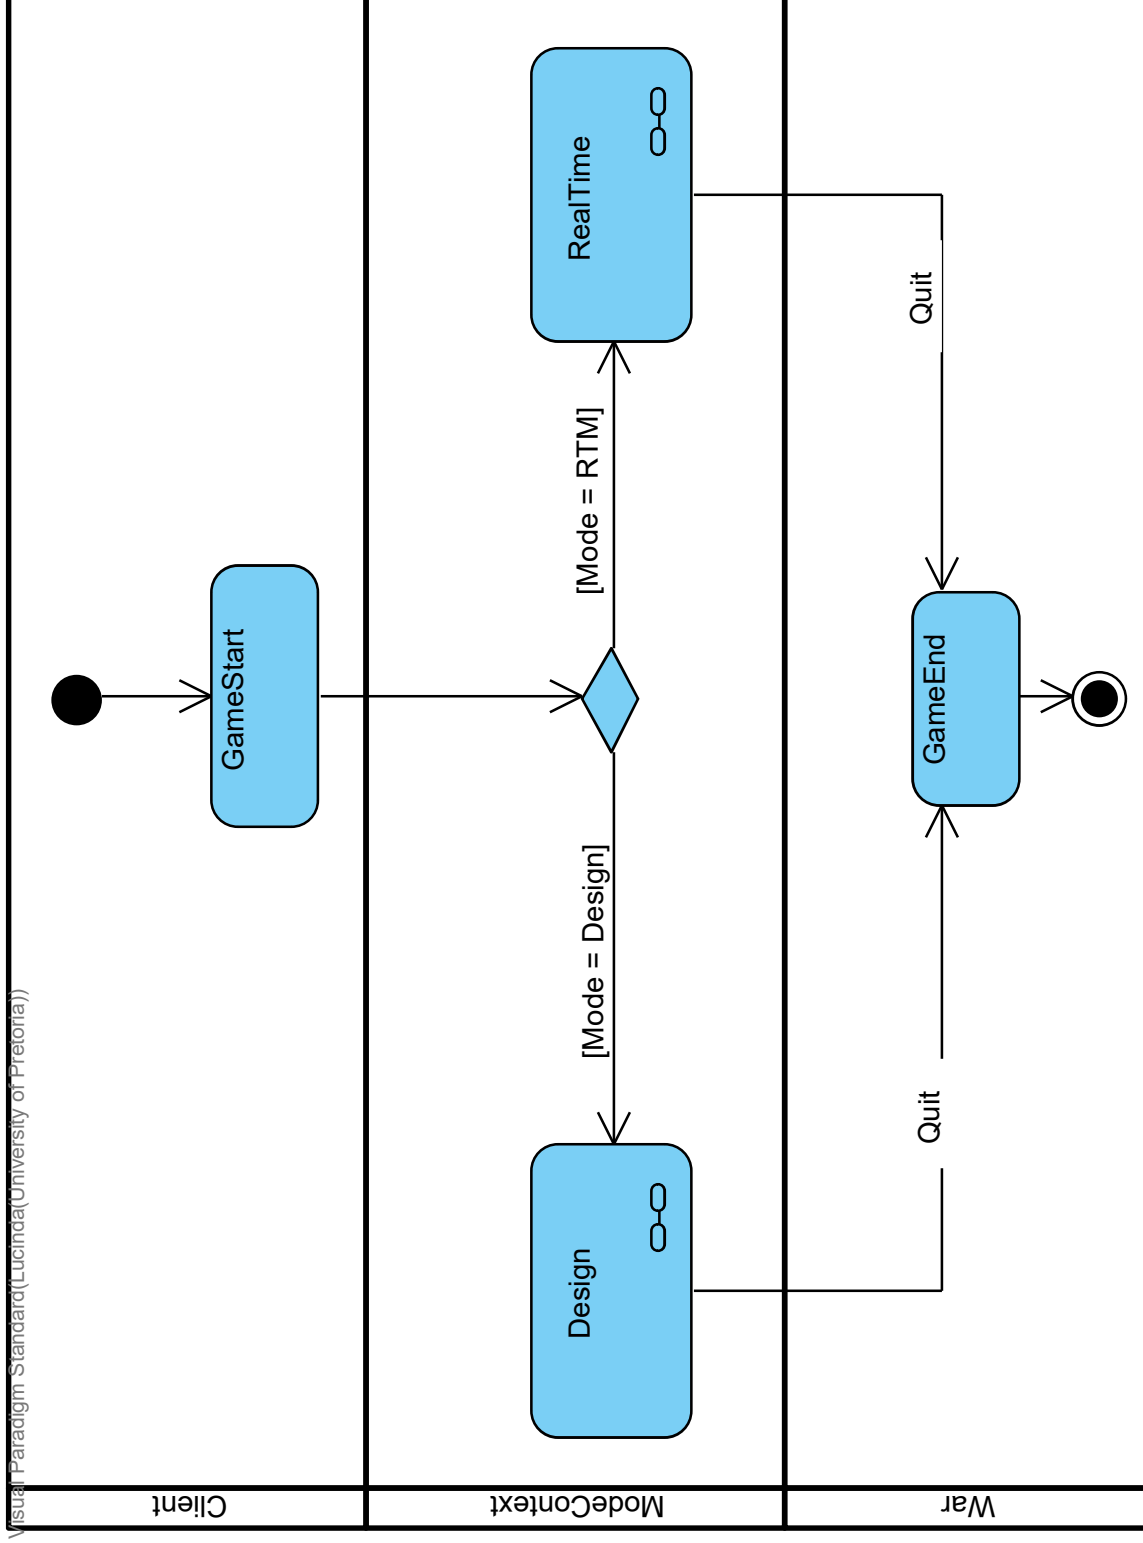 Visual Paradigm Standard(Lucinda(University of Pretoria))
Client
GameStart
ModeContext
Design
[Mode = Design]
[Mode = RTM]
RealTime
War
Quit
GameEnd
Quit